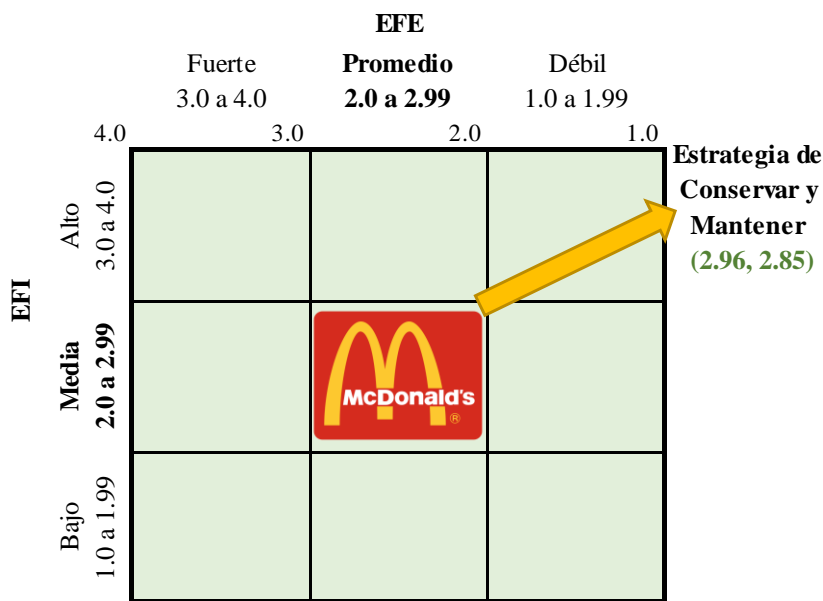 EFE
Fuerte
Promedio
Débil
3.0 a 4.0
2.0 a 2.99
1.0 a 1.99
4.0
3.0
2.0
1.0
Estrategia de
Conservar y
Mantener
(2.96, 2.85)
EFI
Alto
3.0 a 4.0
Media
2.0 a 2.99
Bajo
1.0 a 1.99
McDonald's
®